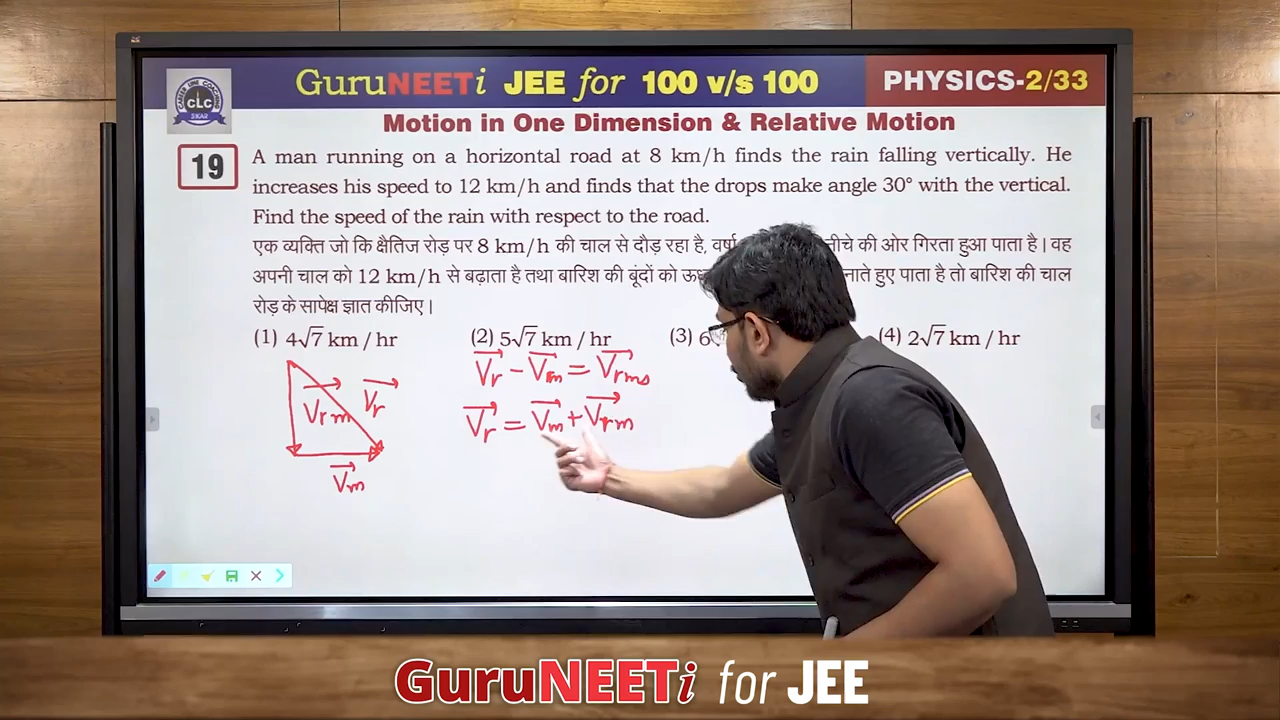 GuruNEETi JEE for 100 v/s 100
PHYSICS-2/33
CLC
SIKAR
Motion in One Dimension & Relative Motion
19
A man running on a horizontal road at 8 km/h finds the rain falling vertically. He
increases his speed to 12 km/h and finds that the drops make angle 30° with the vertical.
Find the speed of the rain with respect to the road.
एक व्यक्ति जो कि क्षैतिज रोड़ पर 8 km/h की चाल से दौड़ रहा है, नीचे की ओर गिरता हुआ पाता है। वह
अपनी चाल को 12 km/h से बढ़ाता है तथा बारिश की बूंदों को हुए पाता है तो बारिश की चाल
रोड़ के सापेक्ष ज्ञात कीजिए।
(1) 4√7 km / hr (2) 5√7 km / hr (3) 6 (4) 2√7 km / hr
V⃗r − V⃗m = V⃗rm
V⃗rm V⃗r
V⃗r = V⃗m + V⃗rm
V⃗m
GuruNEETi for JEE